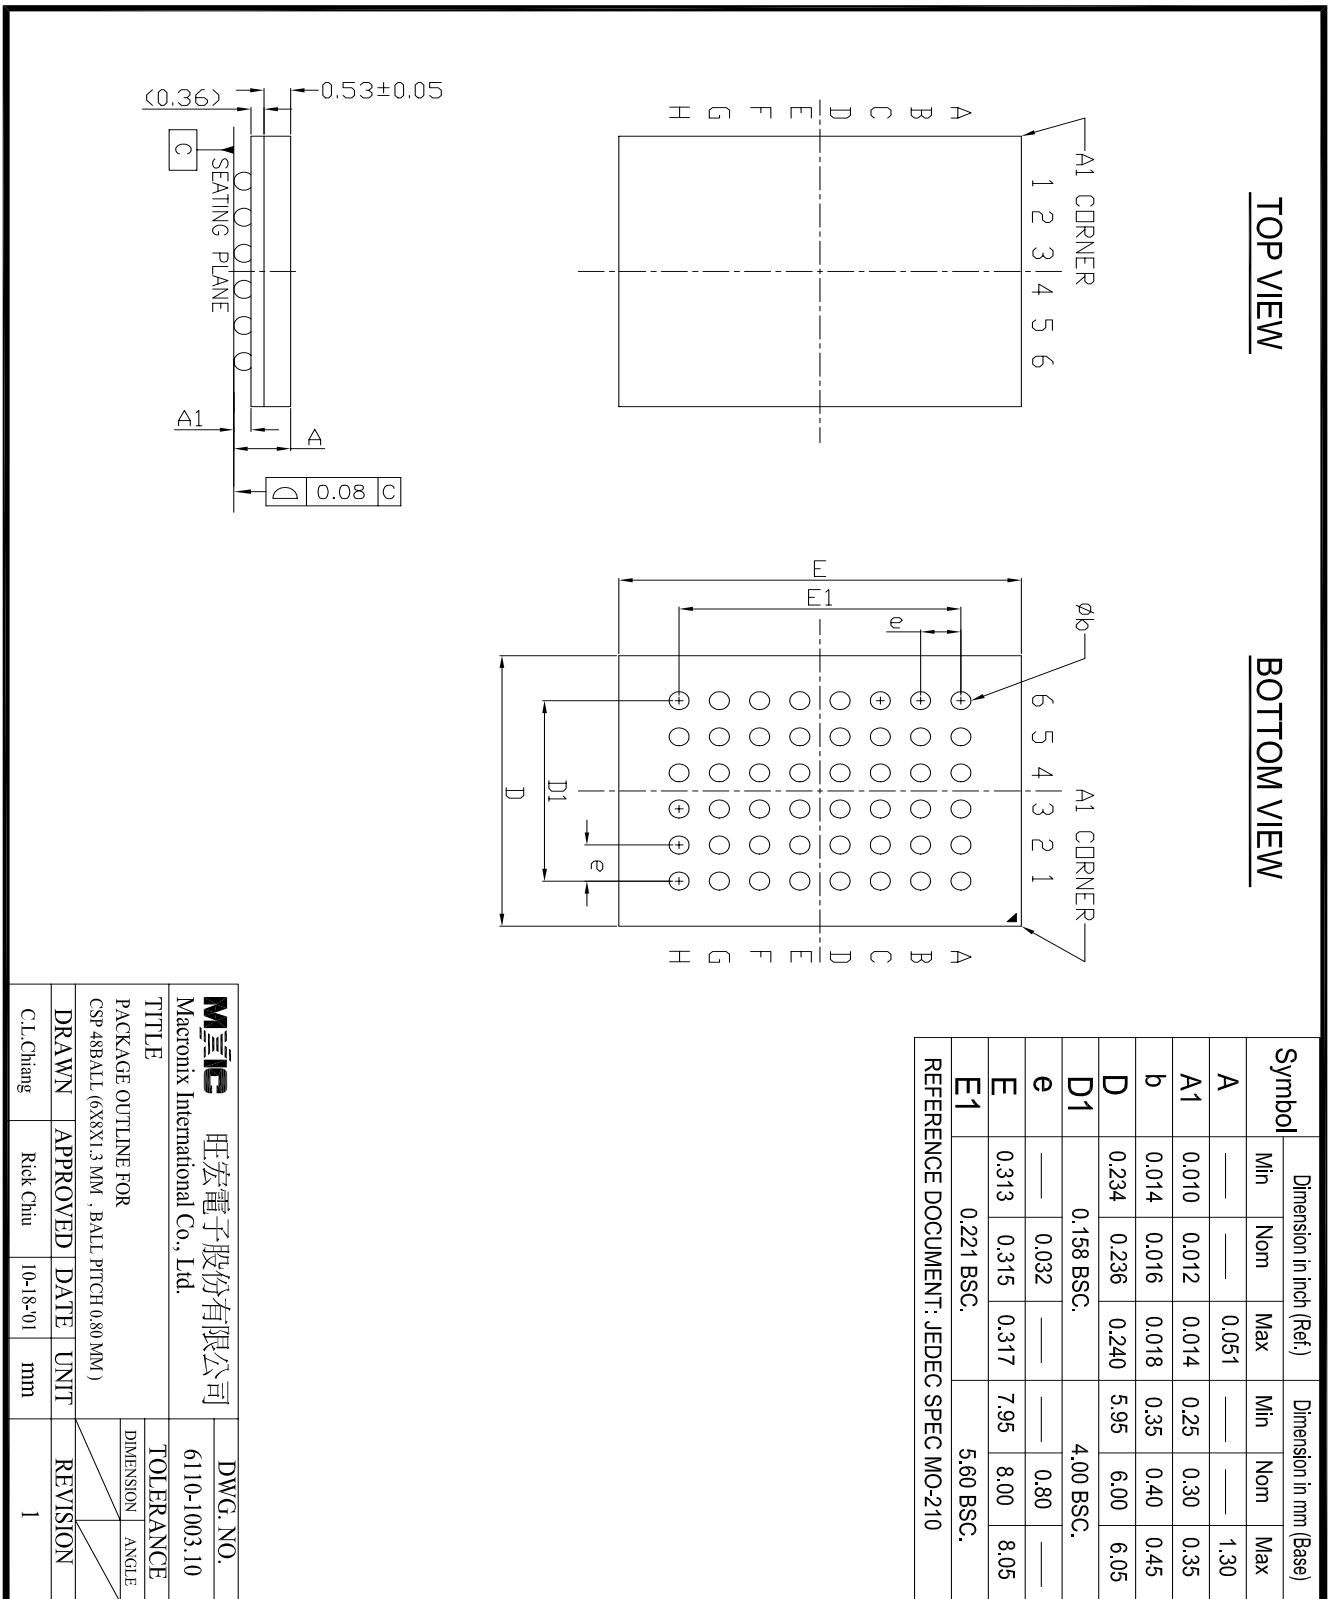 TOP VIEW
A1 CORNER
1 2 3 4 5 6
A
B
C
D
E
F
G
H
BOTTOM VIEW
A1 CORNER
6 5 4 3 2 1
Øb
A
B
C
D
E
F
G
H
e
E1
E
e
D1
D
0.53±0.05
(0.36)
C
SEATING PLANE
A1
A
0.08 C
Symbol Dimension in inch (Ref.) Dimension in mm (Base)
Min Nom Max Min Nom Max
A — — 0.051 — — 1.30
A1 0.010 0.012 0.014 0.25 0.30 0.35
b 0.014 0.016 0.018 0.35 0.40 0.45
D 0.234 0.236 0.240 5.95 6.00 6.05
D1 0.158 BSC. 4.00 BSC.
e — 0.032 — — 0.80 —
E 0.313 0.315 0.317 7.95 8.00 8.05
E1 0.221 BSC. 5.60 BSC.
REFERENCE DOCUMENT: JEDEC SPEC MO-210
MXIC 旺宏電子股份有限公司
Macronix International Co., Ltd.
DWG. NO.
6110-1003.10
TITLE
PACKAGE OUTLINE FOR
CSP 48BALL (6X8X1.3 MM , BALL PITCH 0.80 MM )
TOLERANCE
DIMENSION ANGLE
DRAWN APPROVED DATE UNIT REVISION
C.L.Chiang Rick Chiu 10-18-'01 mm 1